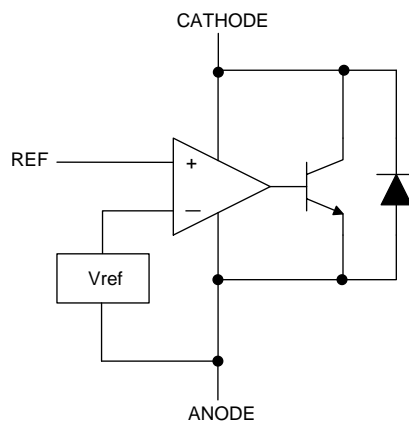 CATHODE
REF
+
−
Vref
ANODE